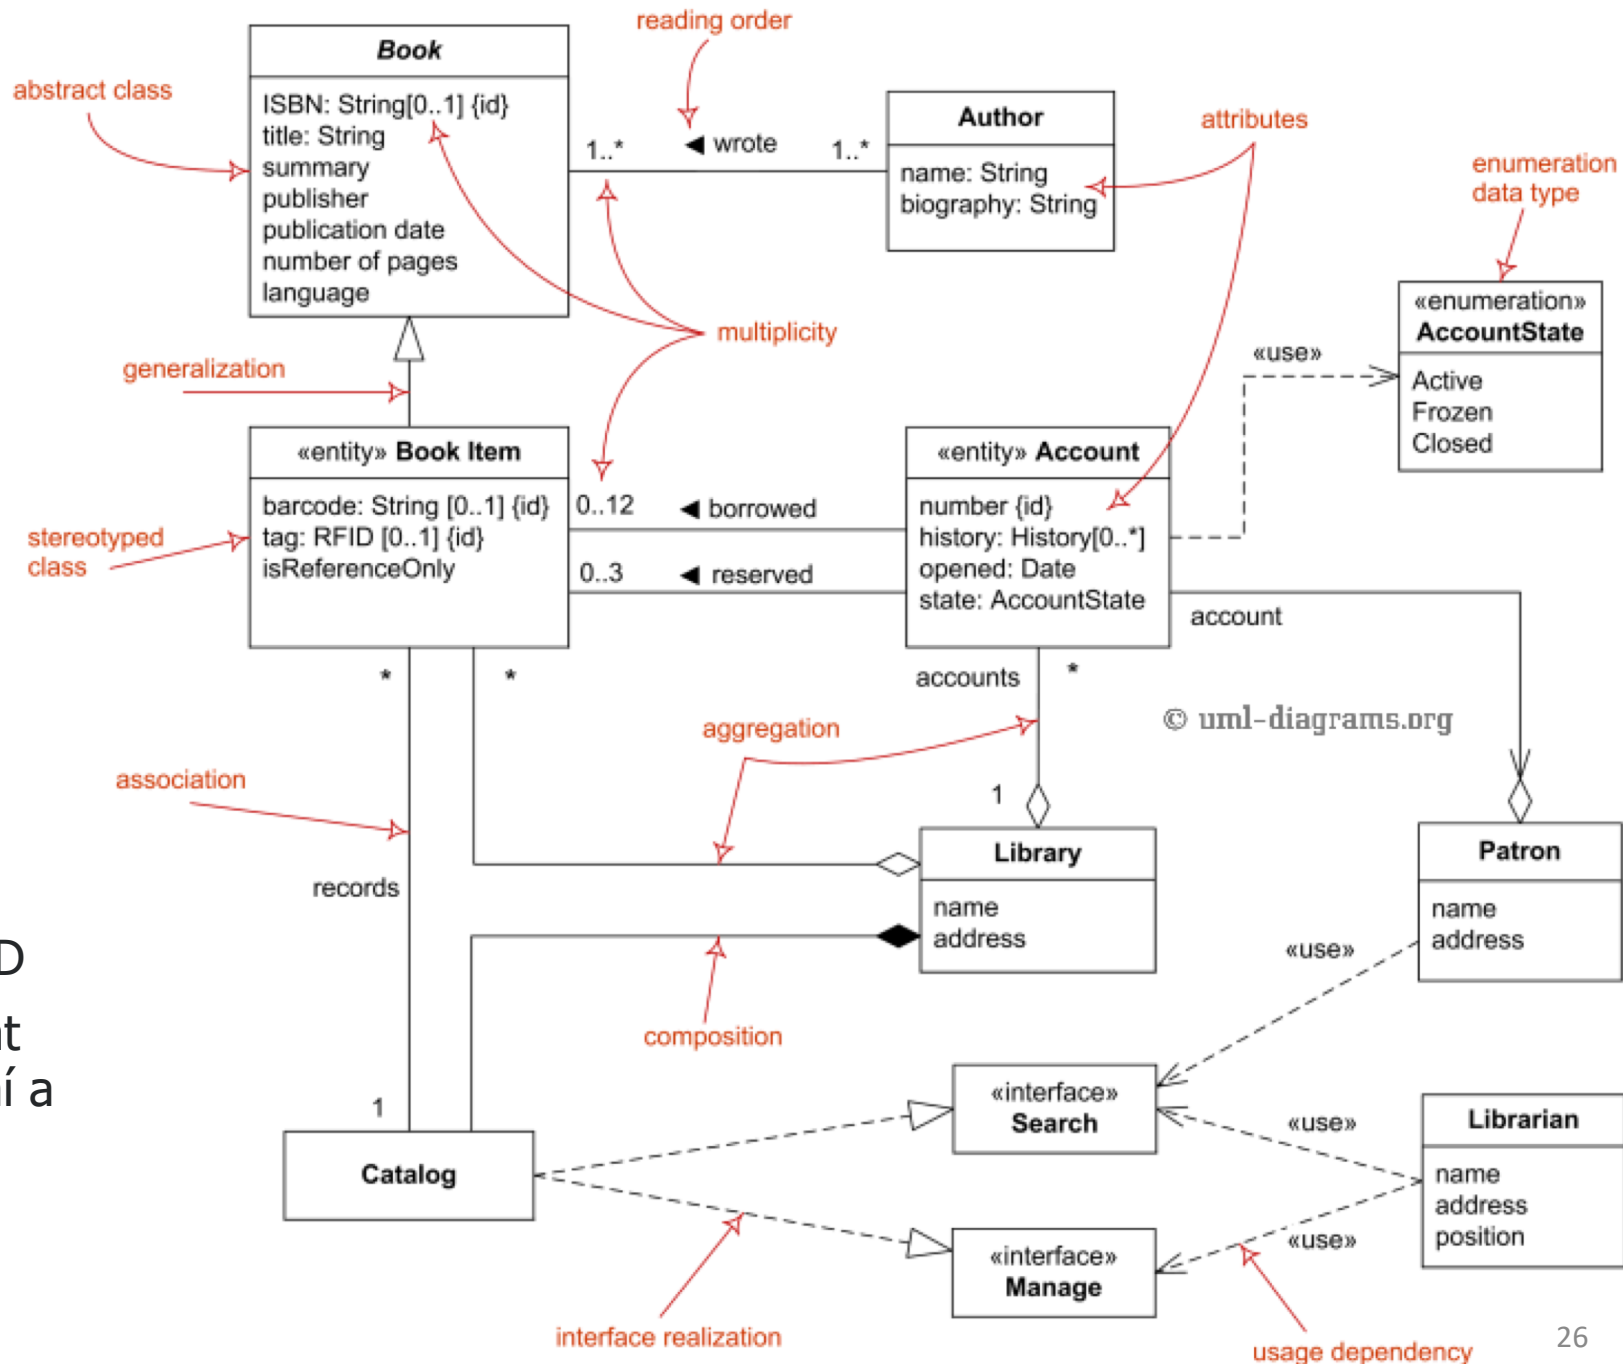 reading order
Book
abstract class
ISBN: String[0..1] {id}
title: String
summary
publisher
publication date
number of pages
language
1..*
◄ wrote
1..*
Author
name: String
biography: String
attributes
enumeration
data type
«enumeration»
AccountState
Active
Frozen
Closed
multiplicity
generalization
«use»
«entity» Book Item
barcode: String [0..1] {id}
tag: RFID [0..1] {id}
isReferenceOnly
stereotyped
class
0..12
◄ borrowed
0..3
◄ reserved
«entity» Account
number {id}
history: History[0..*]
opened: Date
state: AccountState
account
*
*
accounts
*
© uml-diagrams.org
aggregation
association
1
Library
name
address
Patron
name
address
records
D
composition
«use»
í a
1
Catalog
«interface»
Search
«use»
Librarian
name
address
position
«interface»
Manage
«use»
interface realization
usage dependency
26